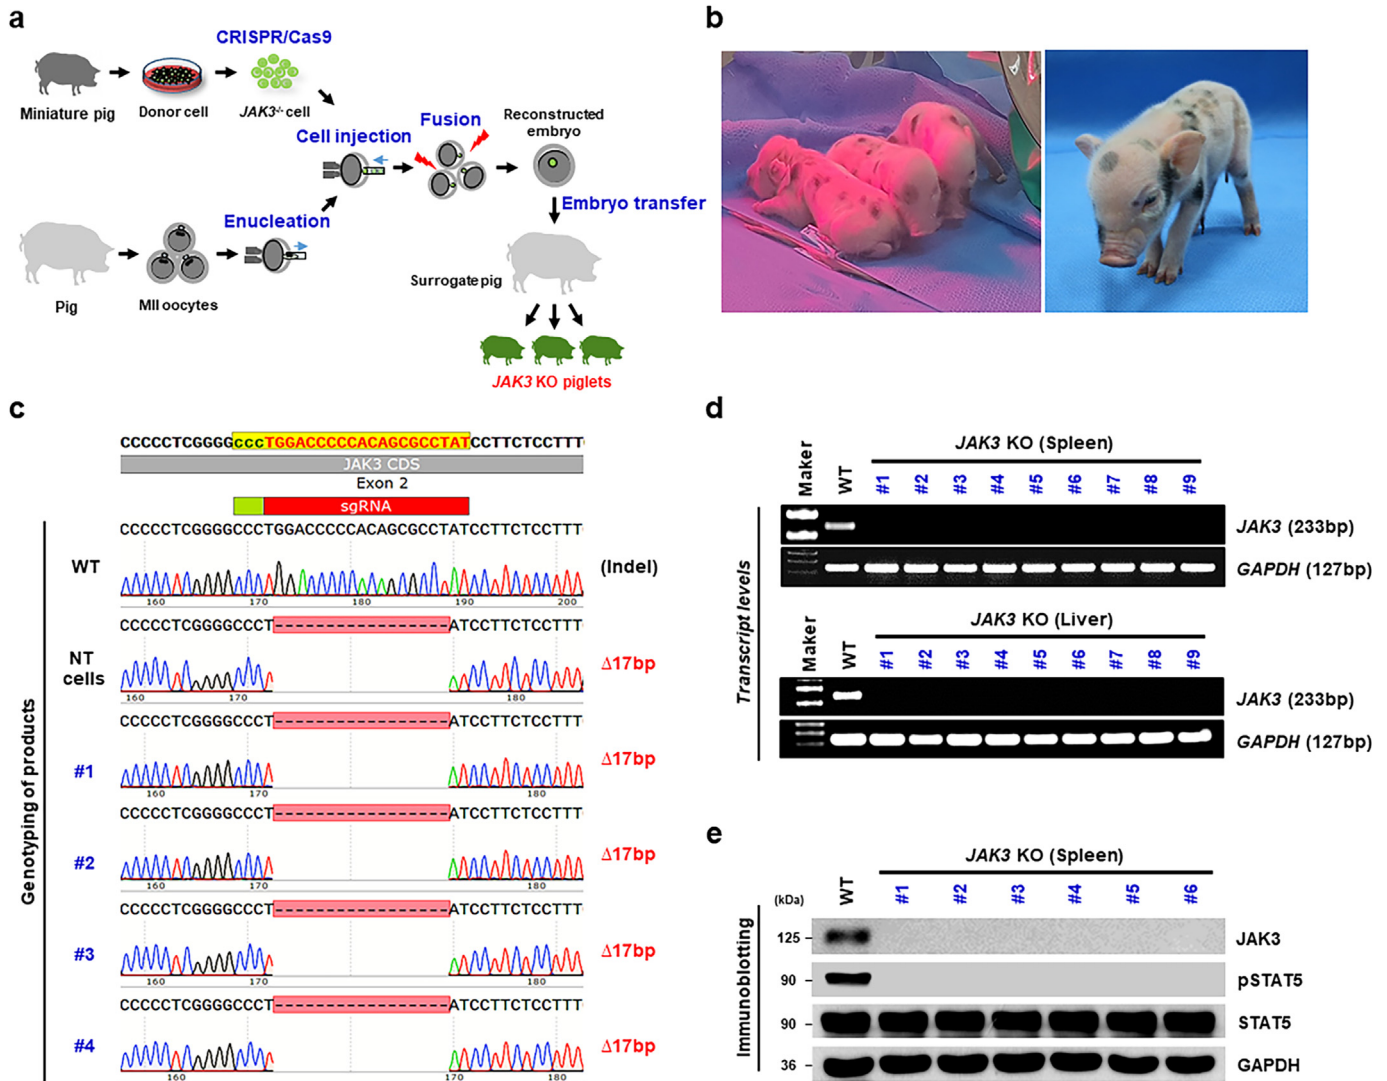 a
CRISPR/Cas9
Miniature pig
Donor cell
JAK3-/- cell
Cell injection
Fusion
Reconstructed
embryo
Enucleation
Embryo transfer
Pig
MII oocytes
Surrogate pig
JAK3 KO piglets
b
c
CCCCCTCGGGGcccTGGACCCCCACAGCGCCTATCCTTCTCCTTT
JAK3 CDS
Exon 2
sgRNA
Genotyping of products
CCCCCTCGGGGCCCTGGACCCCCACAGCGCCTATCCTTCTCCTTT
WT
(Indel)
160 170 180 190 200
CCCCCTCGGGGCCCT-----------------ATCCTTCTCCTTT
NT
cells
Δ17bp
160 170 180
CCCCCTCGGGGCCCT-----------------ATCCTTCTCCTTT
#1
Δ17bp
160 170 180
CCCCCTCGGGGCCCT-----------------ATCCTTCTCCTTT
#2
Δ17bp
160 170 180
CCCCCTCGGGGCCCT-----------------ATCCTTCTCCTTT
#3
Δ17bp
160 170 180
CCCCCTCGGGGCCCT-----------------ATCCTTCTCCTTT
#4
Δ17bp
160 170 180
d
Transcript levels
JAK3 KO (Spleen)
Maker WT #1 #2 #3 #4 #5 #6 #7 #8 #9
JAK3 (233bp)
GAPDH (127bp)
JAK3 KO (Liver)
Maker WT #1 #2 #3 #4 #5 #6 #7 #8 #9
JAK3 (233bp)
GAPDH (127bp)
e
Immunoblotting
JAK3 KO (Spleen)
(kDa) WT #1 #2 #3 #4 #5 #6
125 JAK3
90 pSTAT5
90 STAT5
36 GAPDH